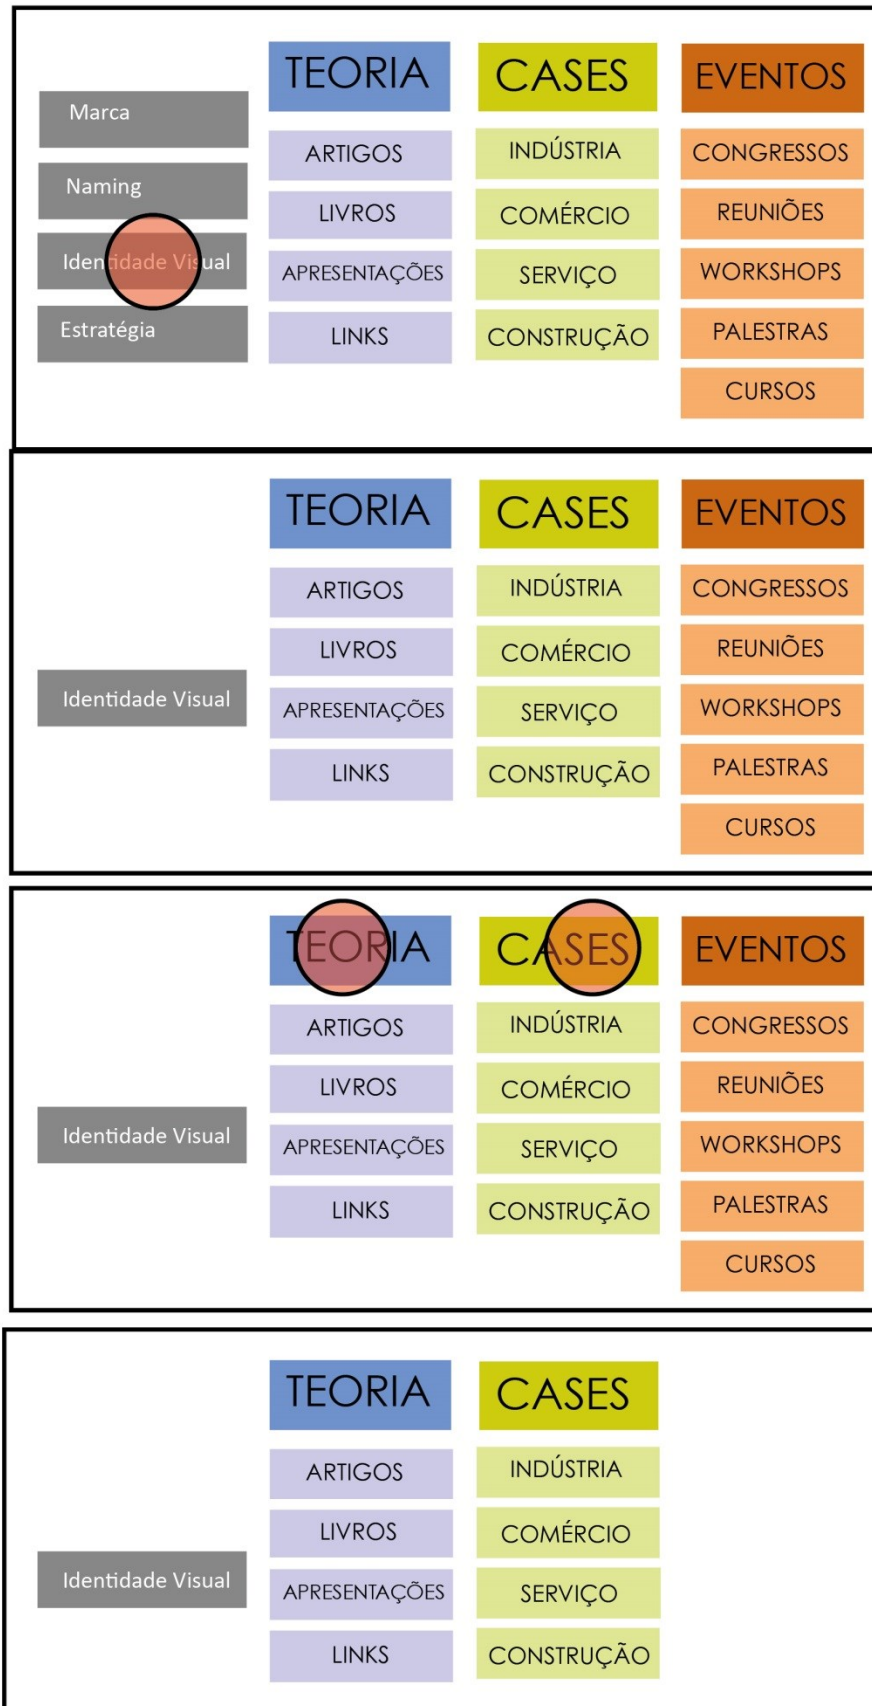 TEORIA CASES EVENTOS
Marca
ARTIGOS INDÚSTRIA CONGRESSOS
Naming
LIVROS COMÉRCIO REUNIÕES
Identidade Visual APRESENTAÇÕES SERVIÇO WORKSHOPS
Estratégia LINKS CONSTRUÇÃO PALESTRAS
CURSOS
TEORIA CASES EVENTOS
ARTIGOS INDÚSTRIA CONGRESSOS
LIVROS COMÉRCIO REUNIÕES
Identidade Visual APRESENTAÇÕES SERVIÇO WORKSHOPS
LINKS CONSTRUÇÃO PALESTRAS
CURSOS
TEORIA CASES EVENTOS
ARTIGOS INDÚSTRIA CONGRESSOS
LIVROS COMÉRCIO REUNIÕES
Identidade Visual APRESENTAÇÕES SERVIÇO WORKSHOPS
LINKS CONSTRUÇÃO PALESTRAS
CURSOS
TEORIA CASES
ARTIGOS INDÚSTRIA
LIVROS COMÉRCIO
Identidade Visual APRESENTAÇÕES SERVIÇO
LINKS CONSTRUÇÃO